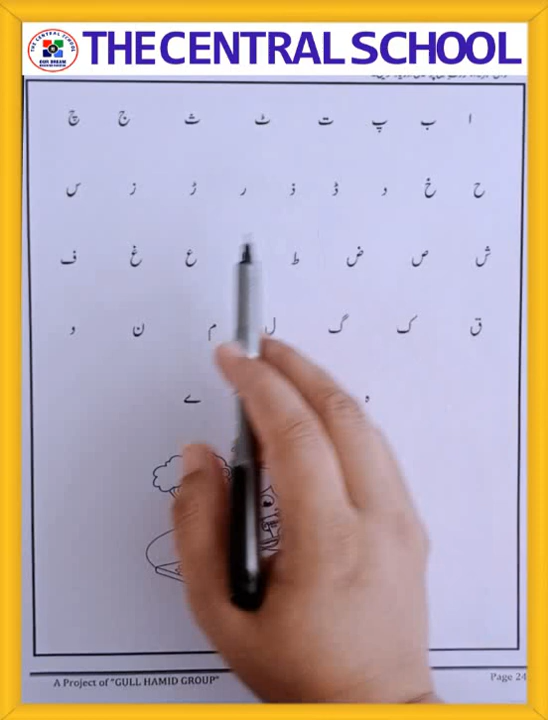 THE CENTRAL SCHOOL
ا ب پ ت ٹ ث ج چ
ح خ د ڈ ذ ر ڑ ز س
ش ص ض ط ع غ ف
ق ک گ ل م ن و
ہ ے
A Project of "GULL HAMID GROUP"
Page 24